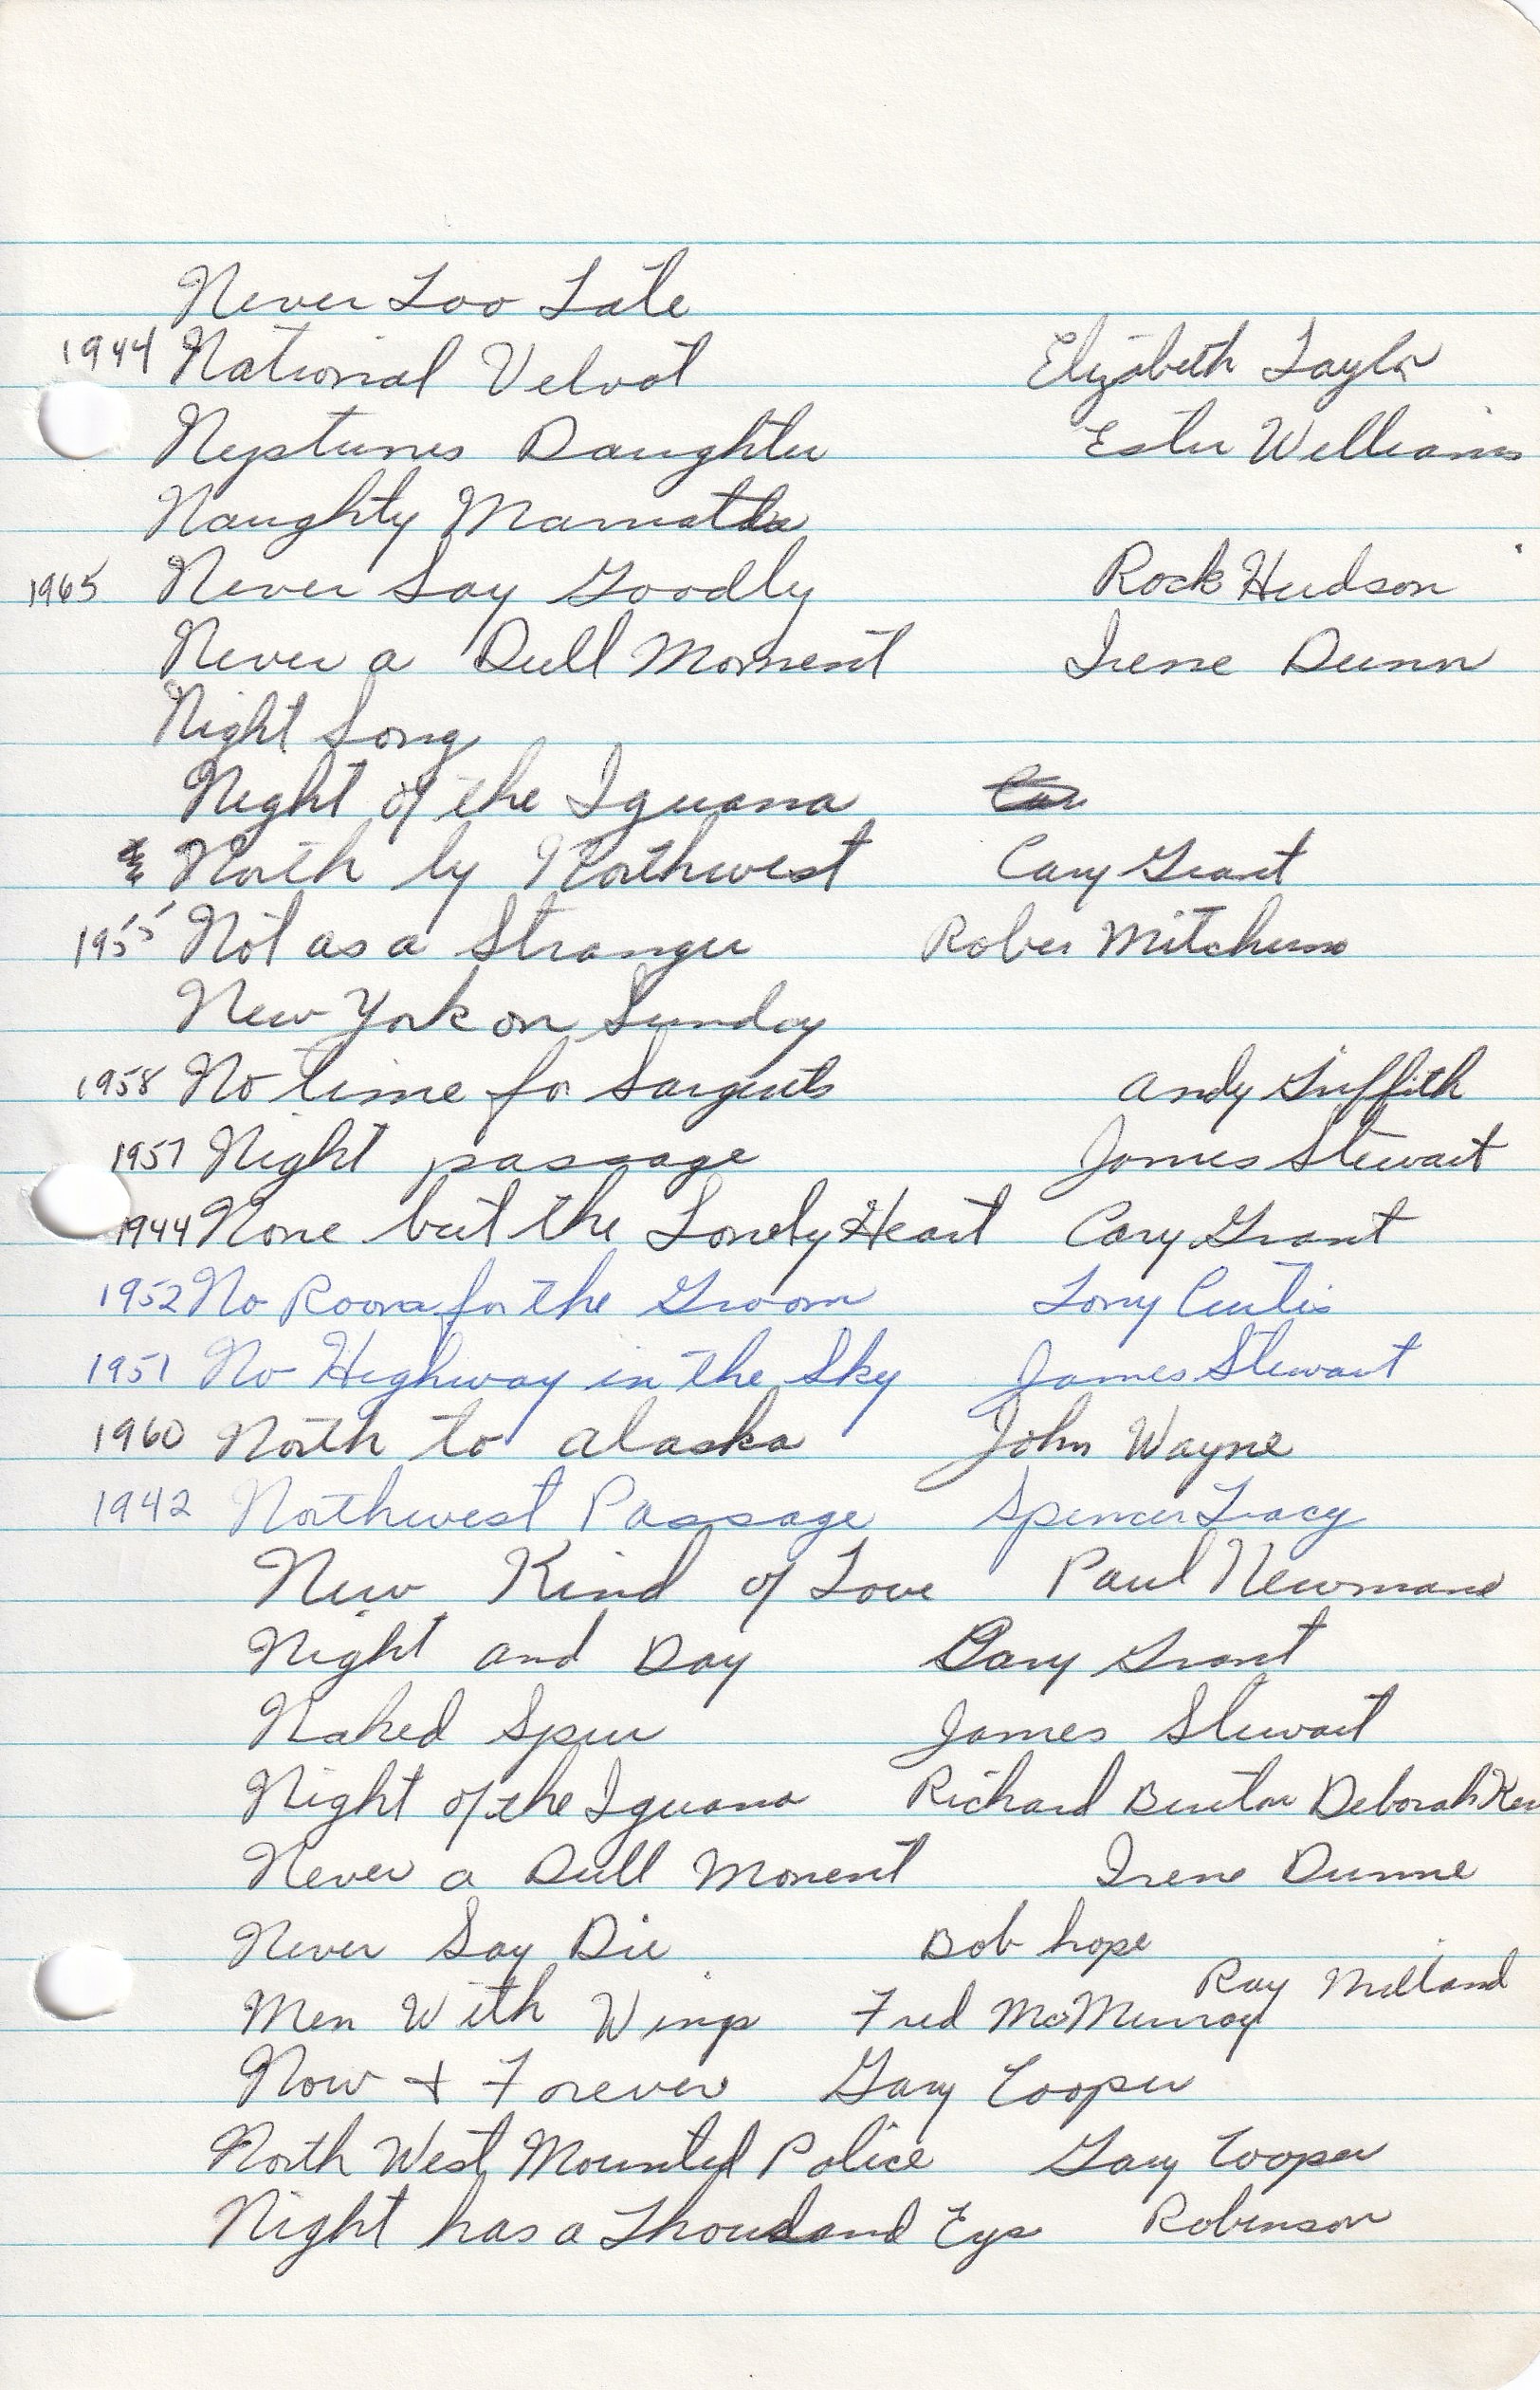 Never Too Late
1944 National Velvet Elizabeth Taylor
Neptunes Daughter Ester Williams
Naughty Marietta
1965 Never Say Goodby Rock Hudson
Never a Dull Moment Irene Dunn
Night Song
Night of the Iguana
North by Northwest Cary Grant
1955 Not as a Stranger Rober Mitchum
New York on Sunday
1958 No time for Sargents Andy Griffith
1957 Night passage James Stewart
1944 None but the Lonely Heart Cary Grant
1952 No Room for the Groom Tony Curtis
1951 No Highway in the Sky James Stewart
1960 North to Alaska John Wayne
1942 Northwest Passage Spencer Tracy
New Kind of Love Paul Newman
Night and Day Cary Grant
Naked Spur James Stewart
Night of the Iguana Richard Burton Deborah Kerr
Never a Dull Moment Irene Dunne
Never Say Die Bob hope
Ray Milland
Men With Wings Fred McMurray
Now + Forever Gary Cooper
North West Mounted Police Gary Cooper
Night has a Thousand Eyes Robinson